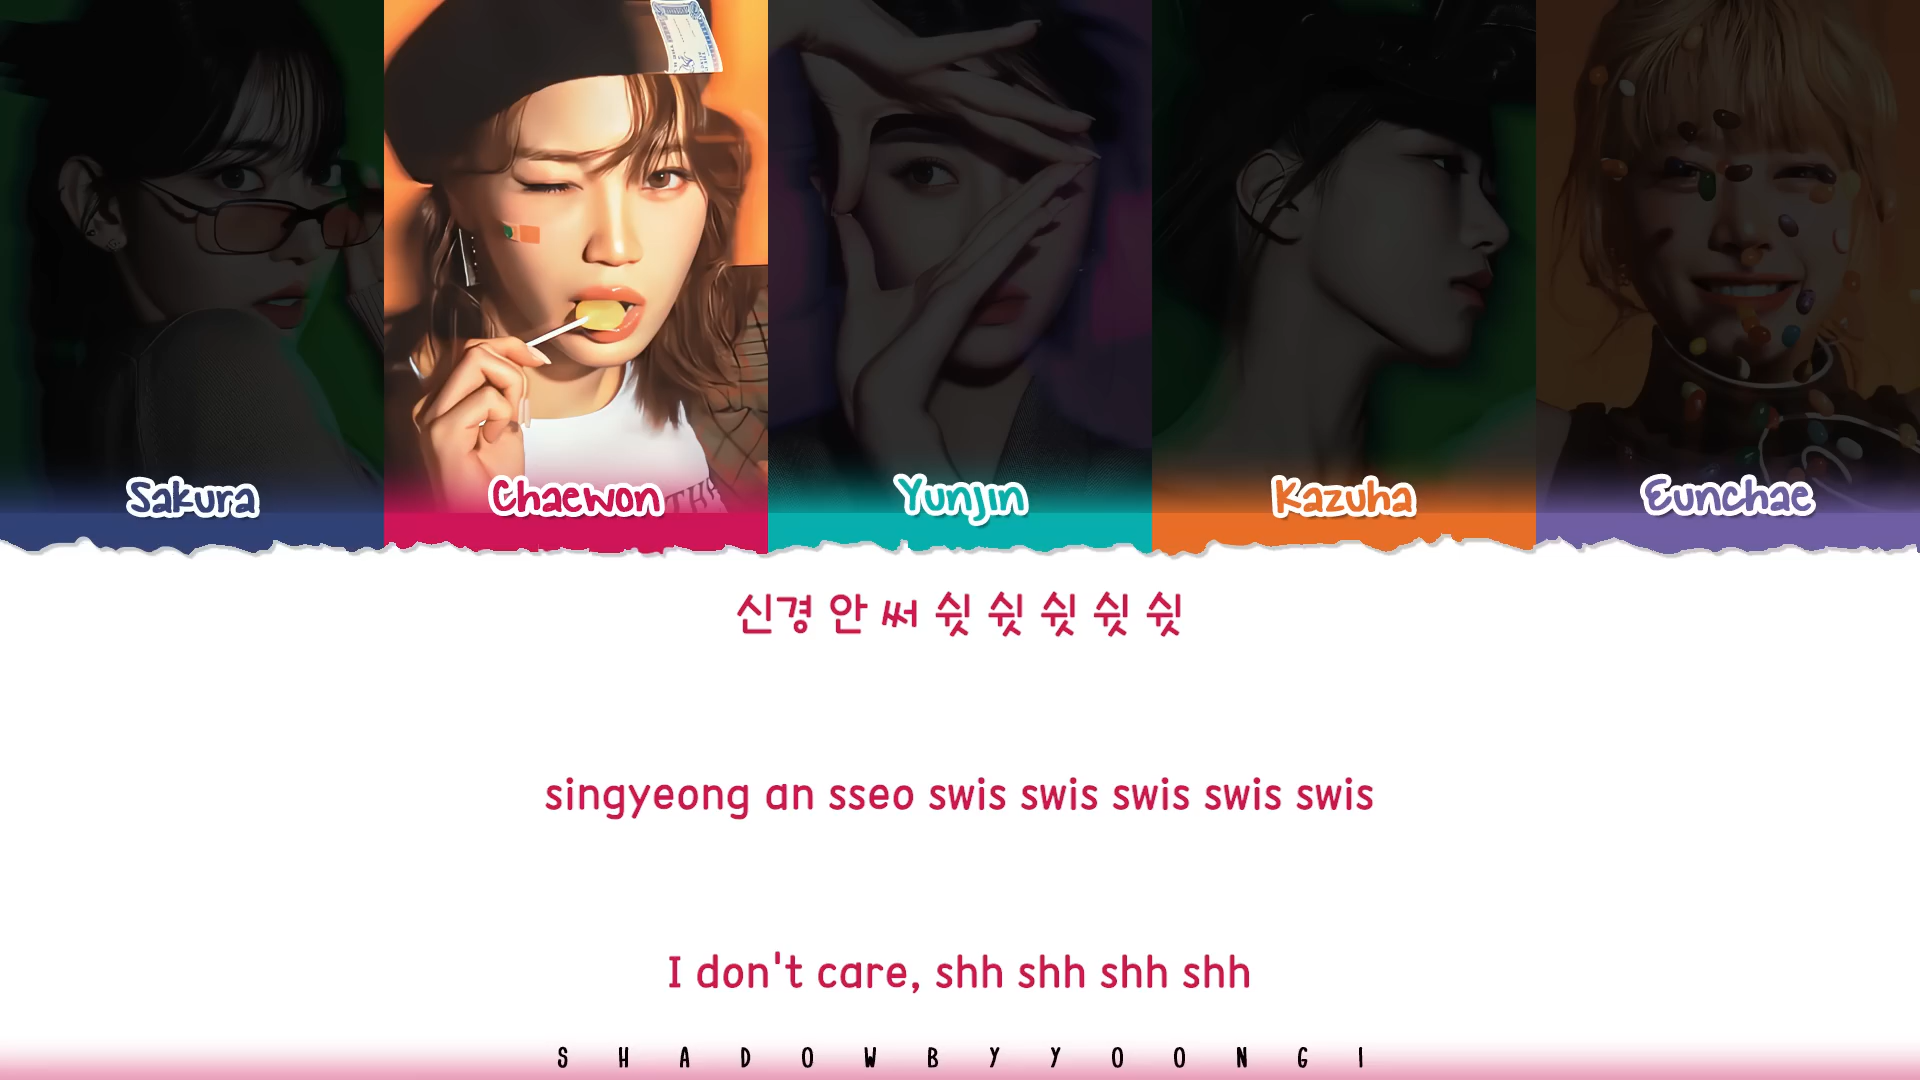 Sakura
Chaewon
Yunjin
Kazuha
Eunchae
신경 안 써 쉿 쉿 쉿 쉿 쉿
singyeong an sseo swis swis swis swis swis
I don't care, shh shh shh shh
SHADOWBYYOONGI